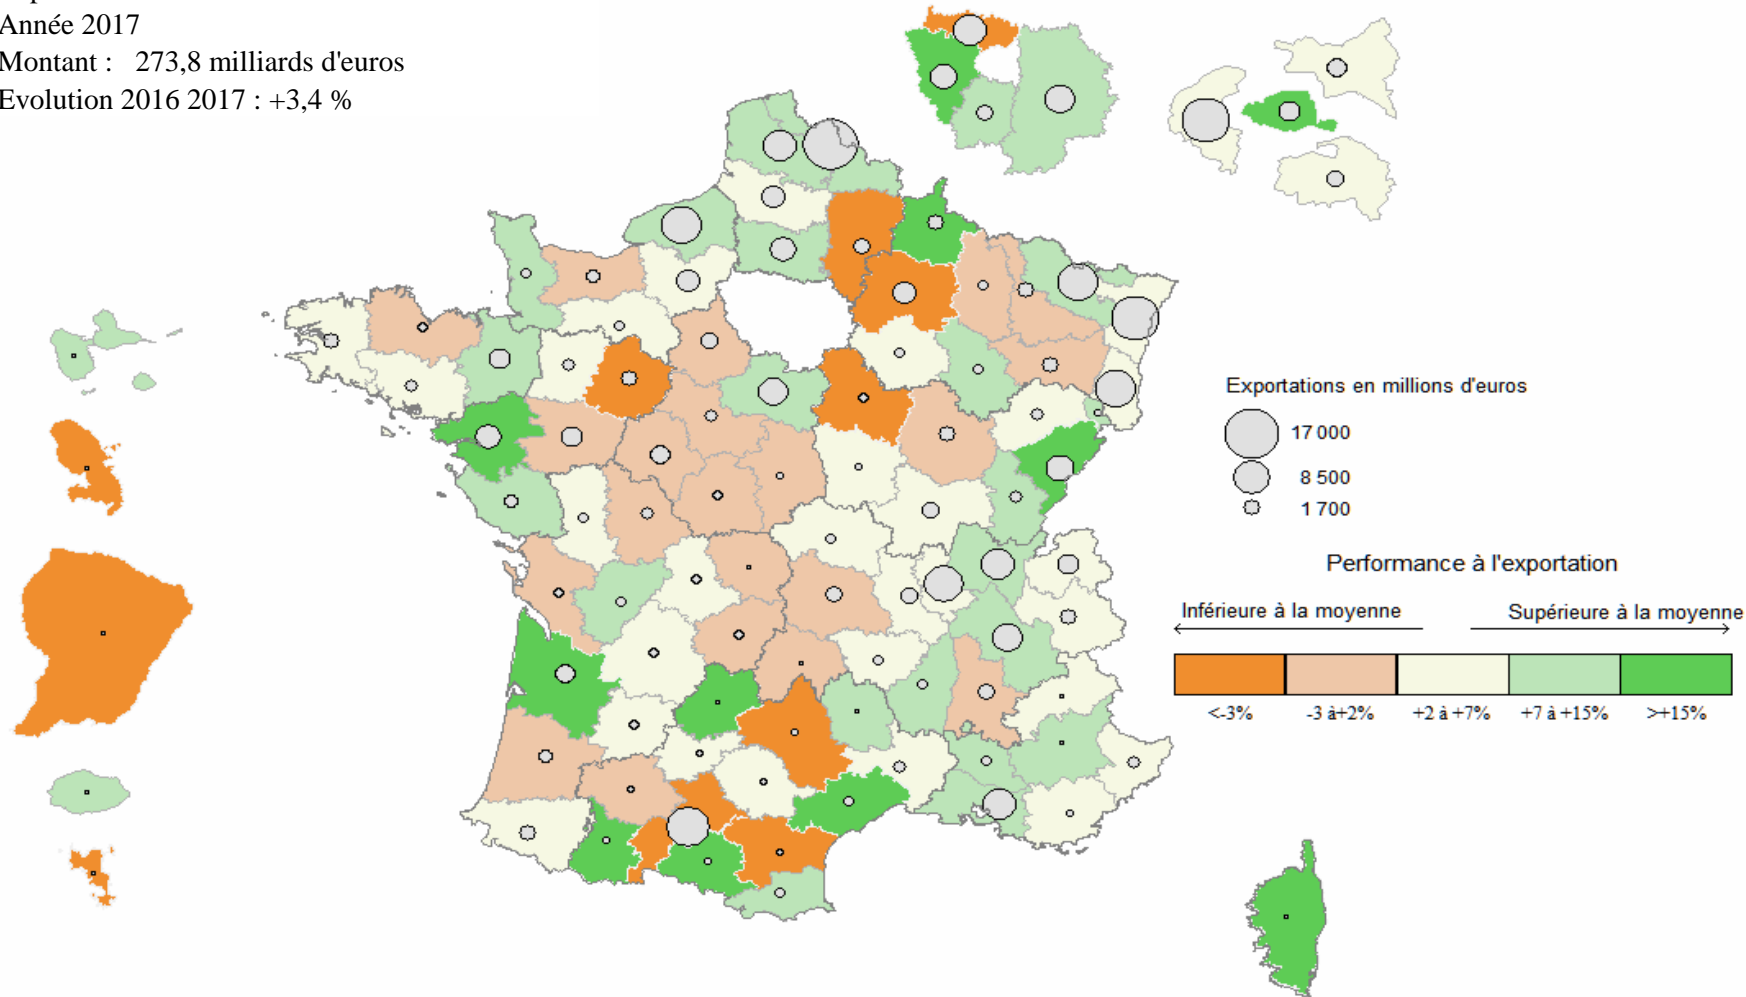 Année 2017
Montant :   273,8 milliards d'euros
Evolution 2016 2017 : +3,4 %
Exportations en millions d'euros
17 000
8 500
1 700
Performance à l'exportation
Inférieure à la moyenne
Supérieure à la moyenne
<-3%
-3 à+2%
+2 à+7%
+7 à+15%
>+15%